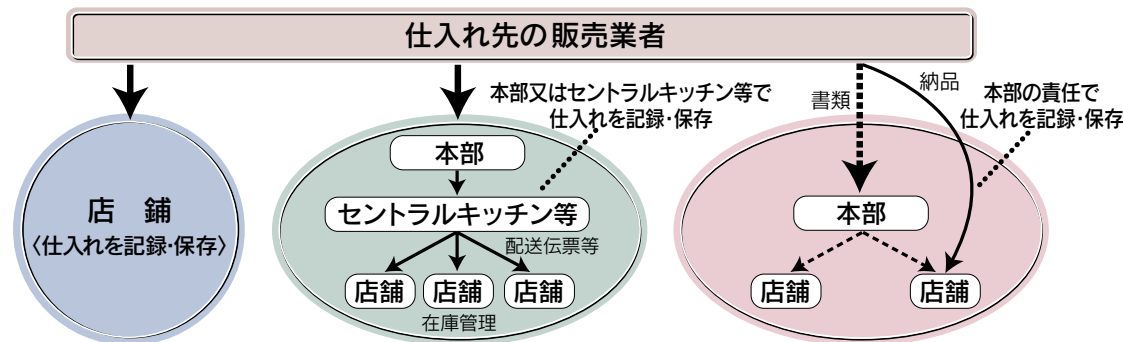 仕入れ先の販売業者
店　舗
〈仕入れを記録・保存〉
本部又はセントラルキッチン等で
仕入れを記録・保存
本部
セントラルキッチン等
配送伝票等
店舗
店舗
店舗
在庫管理
書類
納品
本部の責任で
仕入れを記録・保存
本部
店舗
店舗